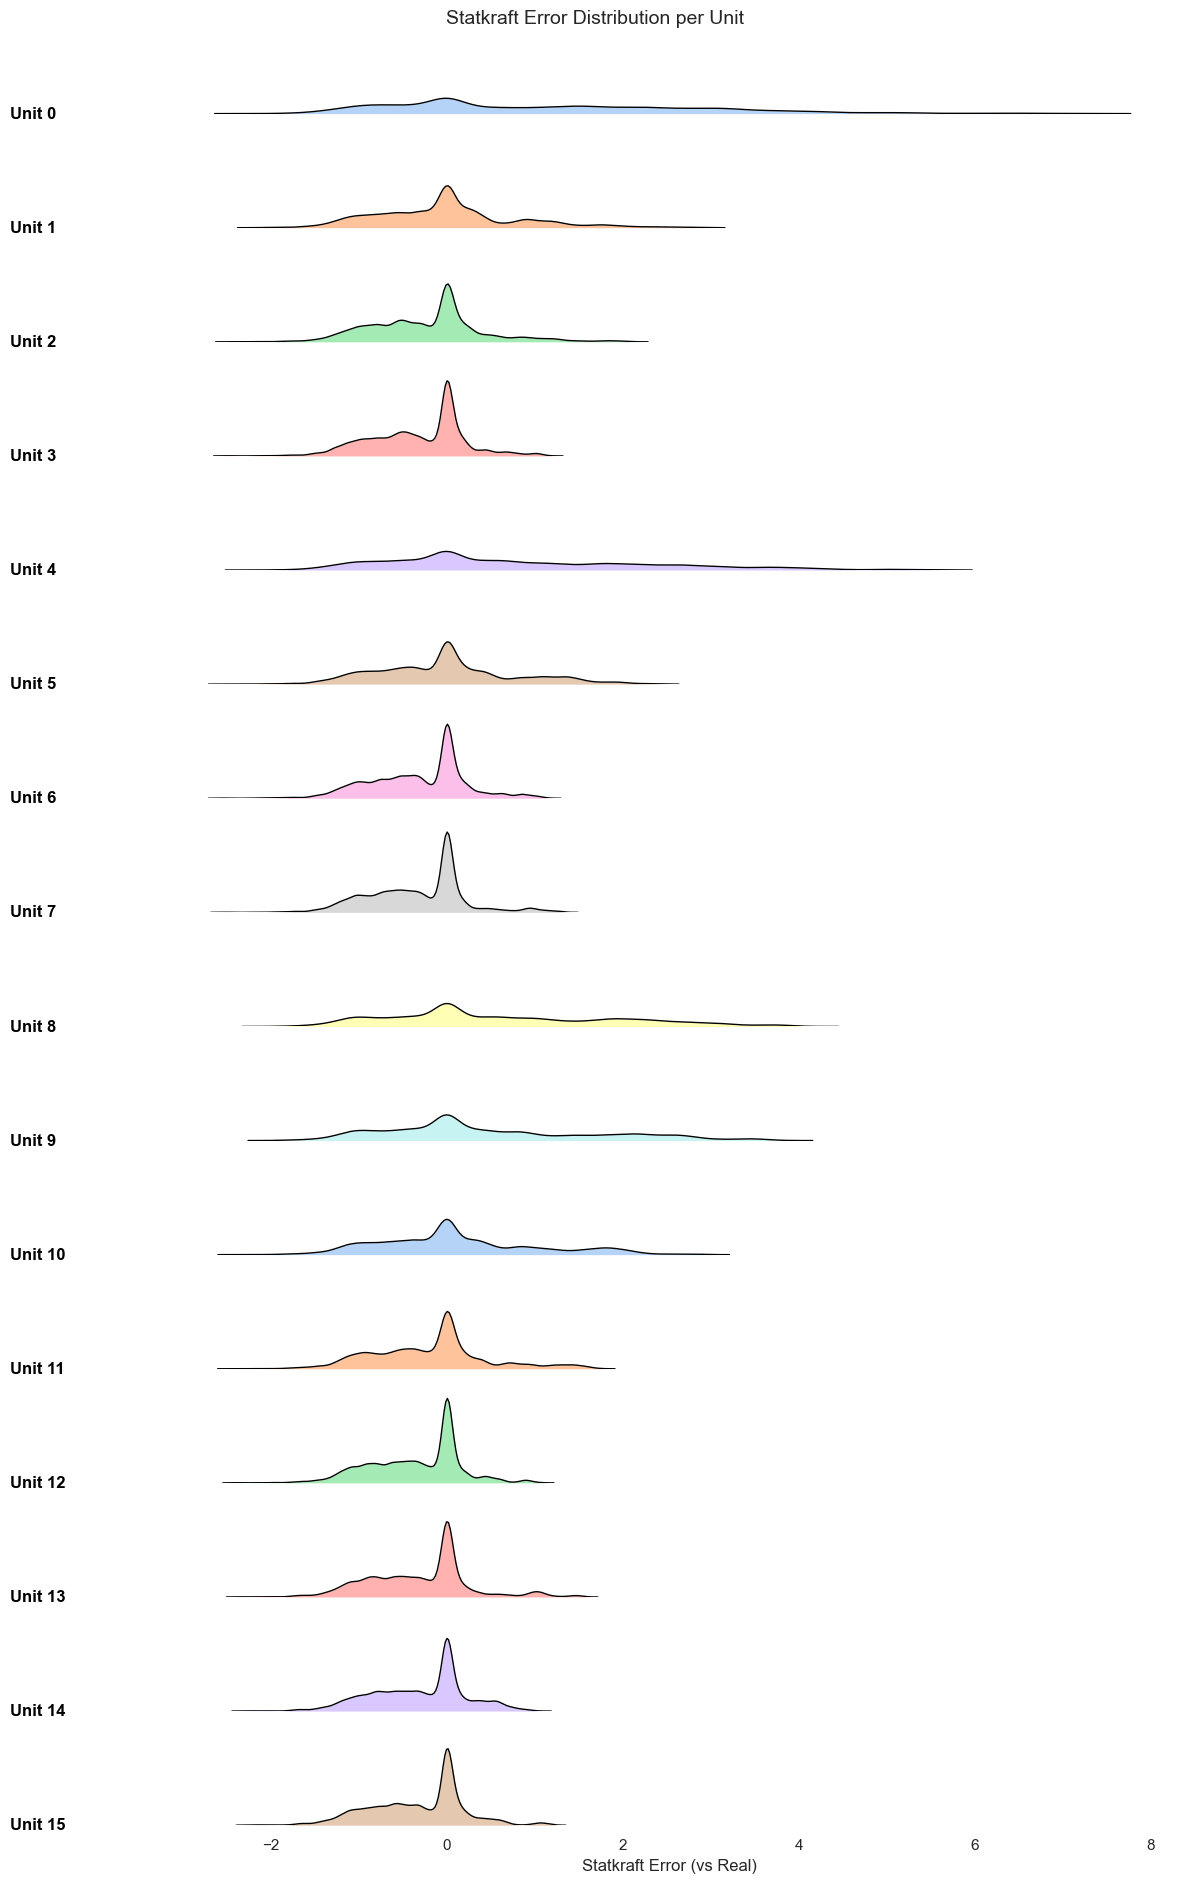 Statkraft Error Distribution per Unit
Unit 0
Unit 1
Unit 2
Unit 3
Unit 4
Unit 5
Unit 6
Unit 7
Unit 8
Unit 9
Unit 10
Unit 11
Unit 12
Unit 13
Unit 14
Unit 15
−2 0 2 4 6 8
Statkraft Error (vs Real)